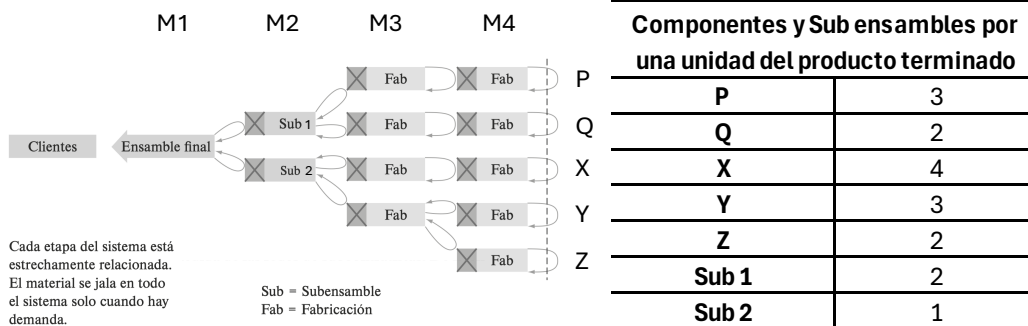 M1 M2 M3 M4
Fab Fab P
Sub 1 Fab Fab Q
Clientes Ensamble final
Sub 2 Fab Fab X
Fab Fab Y
Fab Z
Cada etapa del sistema está
estrechamente relacionada.
El material se jala en todo
el sistema solo cuando hay
demanda.
Sub = Subensamble
Fab = Fabricación
Componentes y Sub ensambles por
una unidad del producto terminado
P 3
Q 2
X 4
Y 3
Z 2
Sub 1 2
Sub 2 1